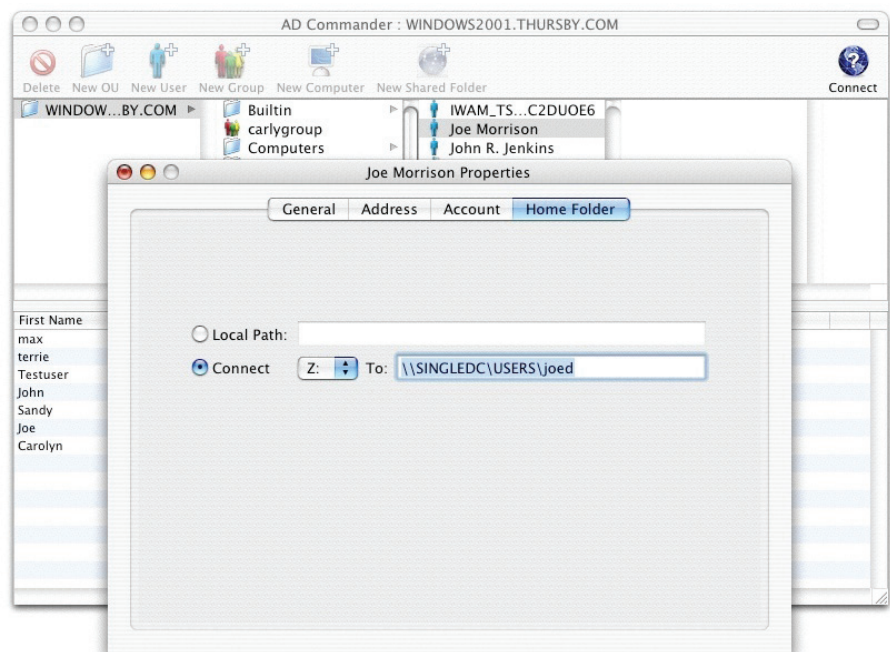 AD Commander : WINDOWS2001.THURSBY.COM
Delete New OU New User New Group New Computer New Shared Folder Connect
WINDOW...BY.COM Builtin IWAM_TS...C2DUOE6
carlygroup Joe Morrison
Computers John R. Jenkins
Joe Morrison Properties
General Address Account Home Folder
Local Path:
Connect Z: To: \\SINGLEDC\USERS\joed
First Name
max
terrie
Testuser
John
Sandy
Joe
Carolyn